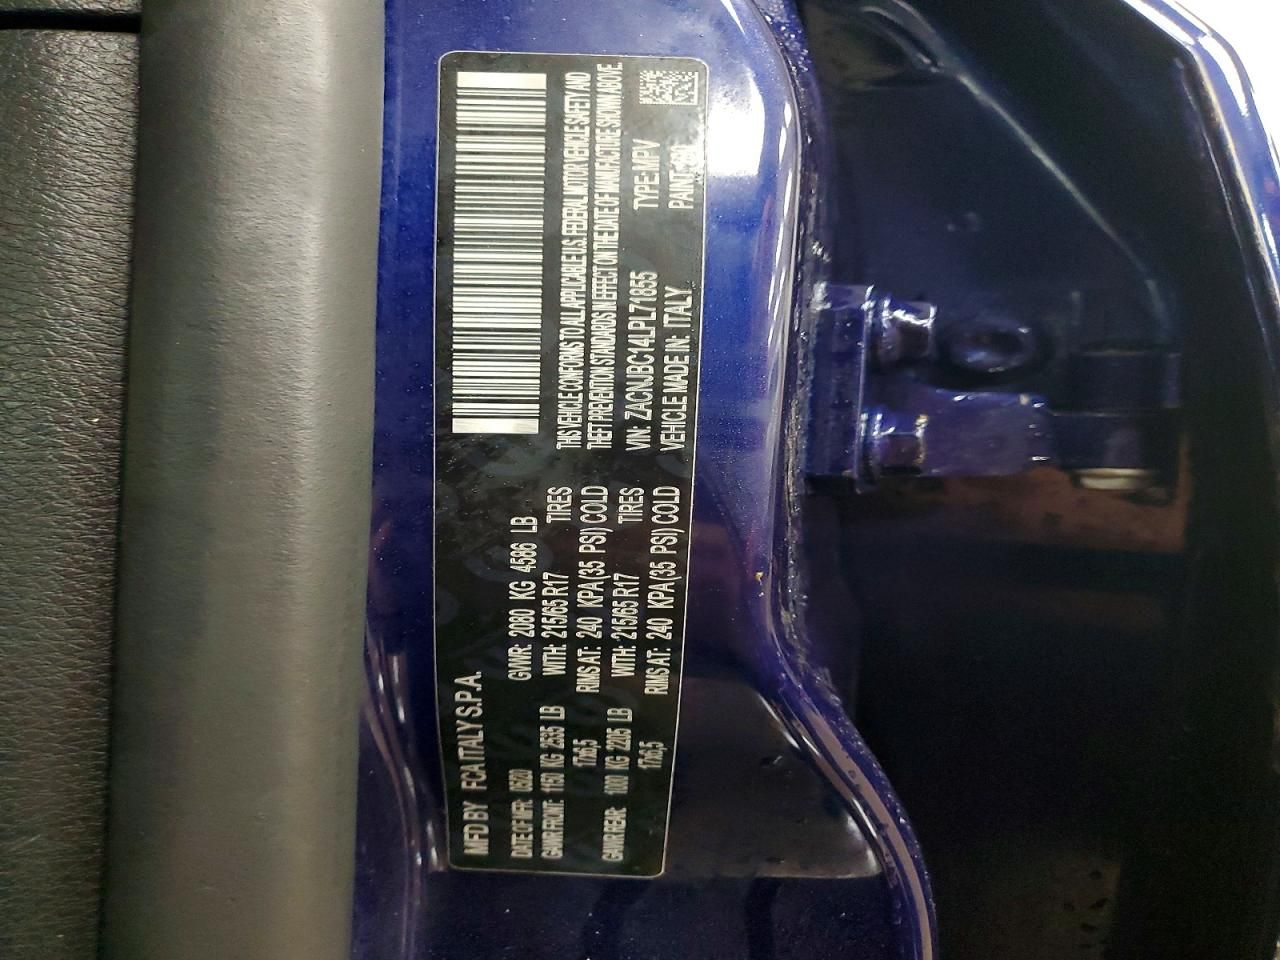 MFD BY FCA ITALY S.P.A.
DATE OF MFR: 05/20 GVWR: 2080 KG 4586 LB
GAWR FRONT: 1150 KG 2535 LB WITH: 215/65 R17 TIRES
17x6,5 RIMS AT: 240 KPA(35 PSI) COLD
GAWR REAR: 1000 KG 2205 LB WITH: 215/65 R17 TIRES
17x6,5 RIMS AT: 240 KPA(35 PSI) COLD
THIS VEHICLE CONFORMS TO ALL APPLICABLE U.S. FEDERAL MOTOR VEHICLE SAFETY AND
THEFT PREVENTION STANDARDS IN EFFECT ON THE DATE OF MANUFACTURE SHOWN ABOVE.
VIN: ZACNJBC14LPL71855 TYPE: MPV
VEHICLE MADE IN: ITALY PAINT: